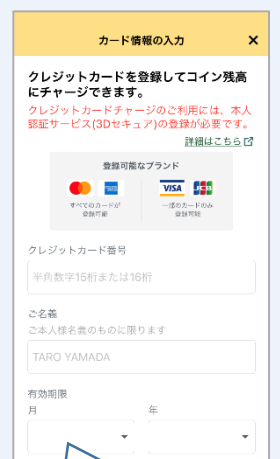 カード情報の入力 ×
クレジットカードを登録してコイン残高
にチャージできます。
クレジットカードチャージのご利用には、本人
認証サービス(3Dセキュア)の登録が必要です。
詳細はこちら
登録可能なブランド
VISA JCB
すべてのカードが 一部のカードのみ
登録可能 登録可能
クレジットカード番号
半角数字15桁または16桁
ご名義
ご本人様名義のものに限ります
TARO YAMADA
有効期限
月 年